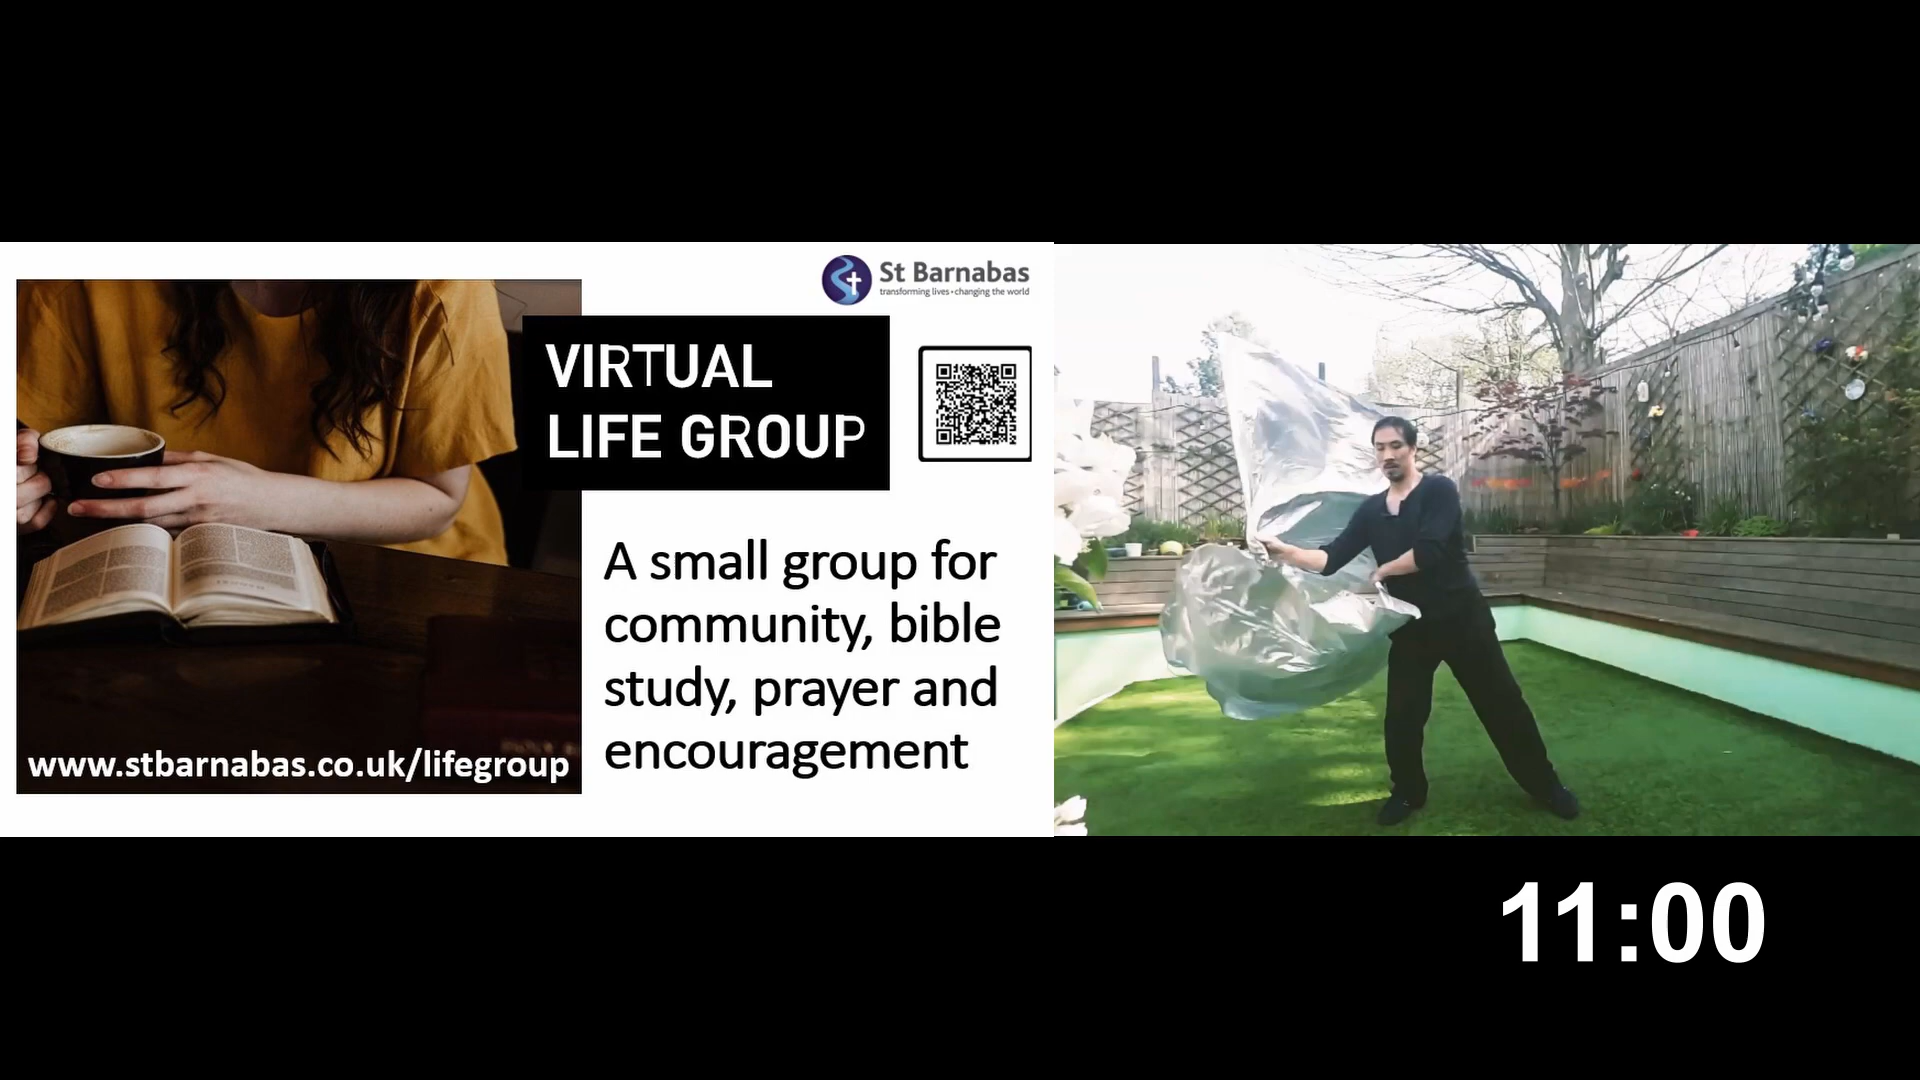 St Barnabas
transforming lives • changing the world
VIRTUAL
LIFE GROUP
A small group for
community, bible
study, prayer and
encouragement
www.stbarnabas.co.uk/lifegroup
11:00